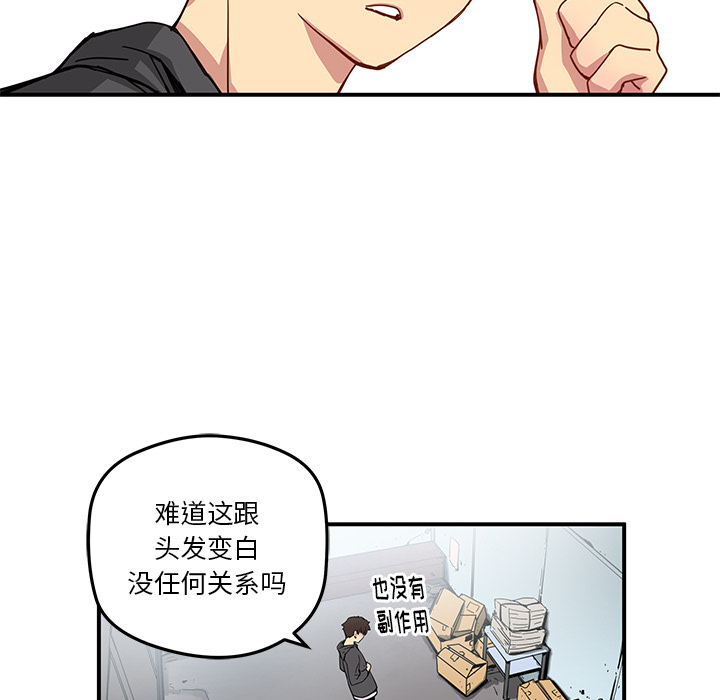 难道这跟
头发变白
没任何关系吗
也没有
副作用